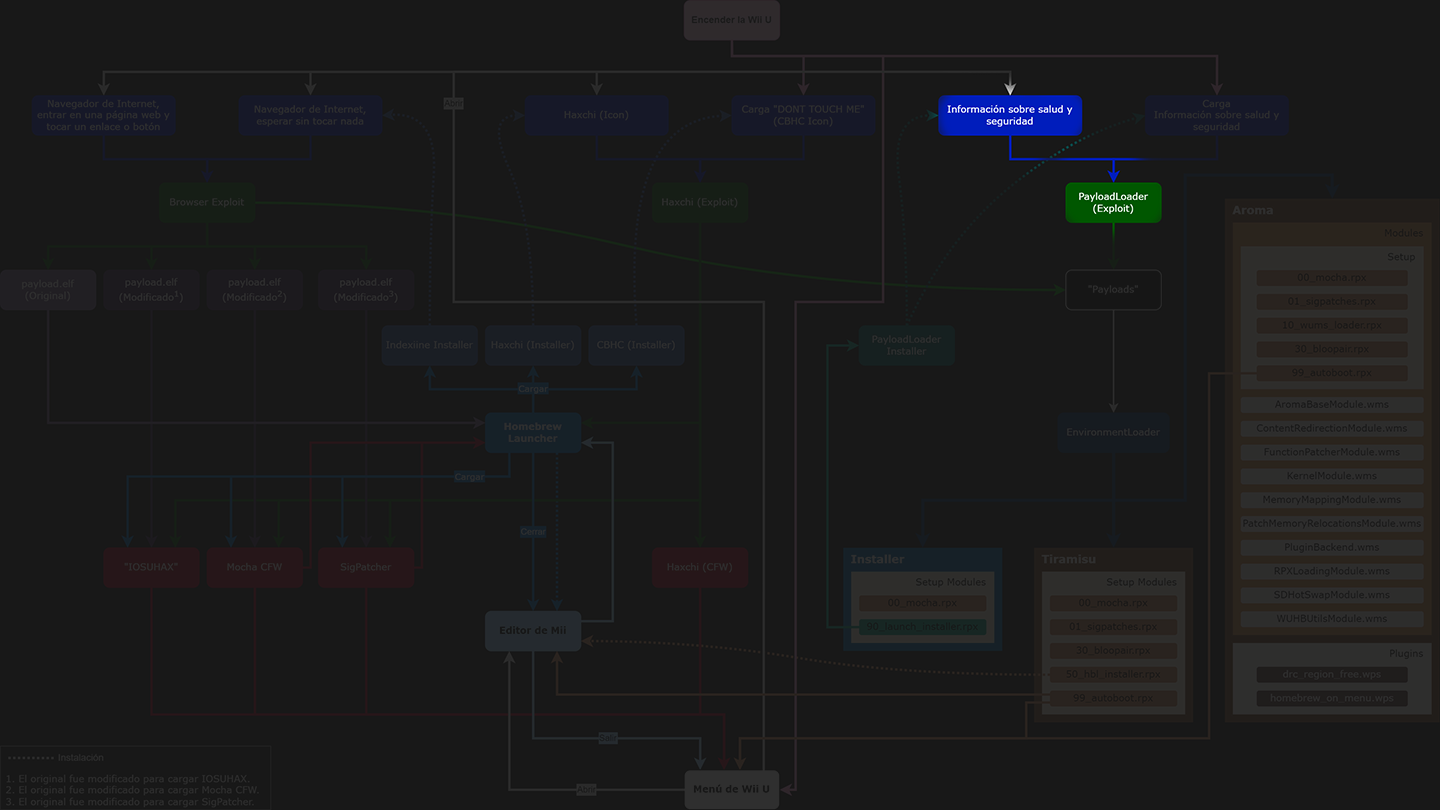 Encender la Wii U
Navegador de Internet,
entrar en una página web y
tocar un enlace o botón
Navegador de Internet,
esperar sin tocar nada
Abrir
Haxchi (Icon)
Carga "DONT TOUCH ME"
(CBHC Icon)
Información sobre salud y
seguridad
Carga
Información sobre salud y
seguridad
Browser Exploit
Haxchi (Exploit)
PayloadLoader
(Exploit)
Aroma
Modules
Setup
00_mocha.rpx
01_sigpatches.rpx
10_wums_loader.rpx
30_bloopair.rpx
90_autoboot.rpx
AromaBaseModule.wms
ContentRedirectionModule.wms
FunctionPatcherModule.wms
KernelModule.wms
MemoryMappingModule.wms
PatchMemoryRelocationsModule.wms
PluginBackend.wms
RPXLoadingModule.wms
SDHotSwapModule.wms
WUHBUtilsModule.wms
Plugins
drc_region_free.wps
homebrew_on_menu.wps
payload.elf
(Original)
payload.elf
(Modificado1)
payload.elf
(Modificado2)
payload.elf
(Modificado3)
"Payloads"
Indexiine Installer
Haxchi (Installer)
CBHC (Installer)
PayloadLoader
Installer
Cargar
Homebrew
Launcher
EnvironmentLoader
Cargar
Cerrar
"IOSUHAX"
Mocha CFW
SigPatcher
Haxchi (CFW)
Installer
Setup Modules
00_mocha.rpx
90_launch_installer.rpx
Tiramisu
Setup Modules
00_mocha.rpx
01_sigpatches.rpx
30_bloopair.rpx
50_hbl_installer.rpx
99_autoboot.rpx
Editor de Mii
Salir
Abrir
Menú de Wii U
Instalación
1. El original fue modificado para cargar IOSUHAX.
2. El original fue modificado para cargar Mocha CFW.
3. El original fue modificado para cargar SigPatcher.